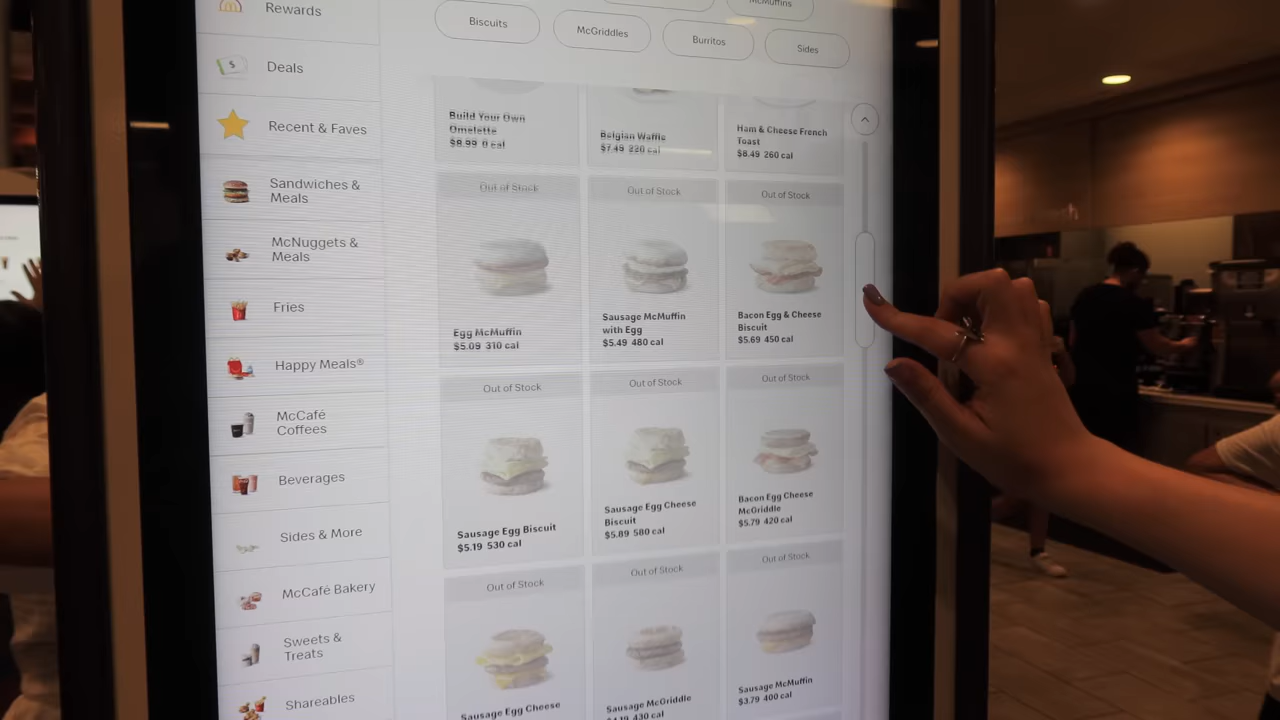 Rewards
Deals
Recent & Faves
Sandwiches &
Meals
McNuggets &
Meals
Fries
Happy Meals®
McCafé
Coffees
Beverages
Sides & More
McCafé Bakery
Sweets &
Treats
Shareables
McMuffins
Biscuits
McGriddles
Burritos
Sides
Build Your Own
Omelette
$8.99 0 cal
Belgian Waffle
$7.49 220 cal
Ham & Cheese French
Toast
$8.49 260 cal
Out of Stock
Egg McMuffin
$5.09 310 cal
Out of Stock
Sausage McMuffin
with Egg
$5.49 480 cal
Out of Stock
Bacon Egg & Cheese
Biscuit
$5.69 450 cal
Out of Stock
Sausage Egg Biscuit
$5.19 530 cal
Out of Stock
Sausage Egg Cheese
Biscuit
$5.89 580 cal
Out of Stock
Bacon Egg Cheese
McGriddle
$5.79 420 cal
Out of Stock
Sausage Egg Cheese
Out of Stock
Sausage McGriddle
430 cal
Out of Stock
Sausage McMuffin
$3.79 400 cal